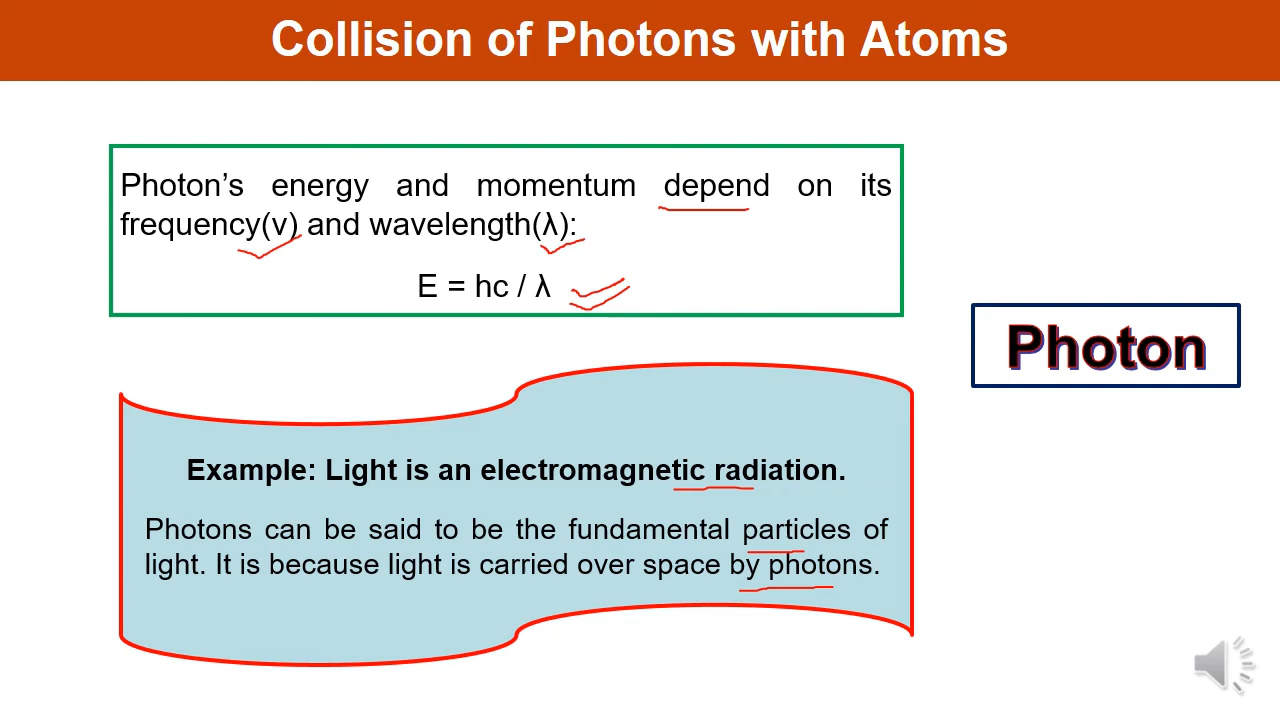 Collision of Photons with Atoms
Photon’s energy and momentum depend on its
frequency(v) and wavelength(λ):
E = hc / λ
Photon
Example: Light is an electromagnetic radiation.
Photons can be said to be the fundamental particles of
light. It is because light is carried over space by photons.